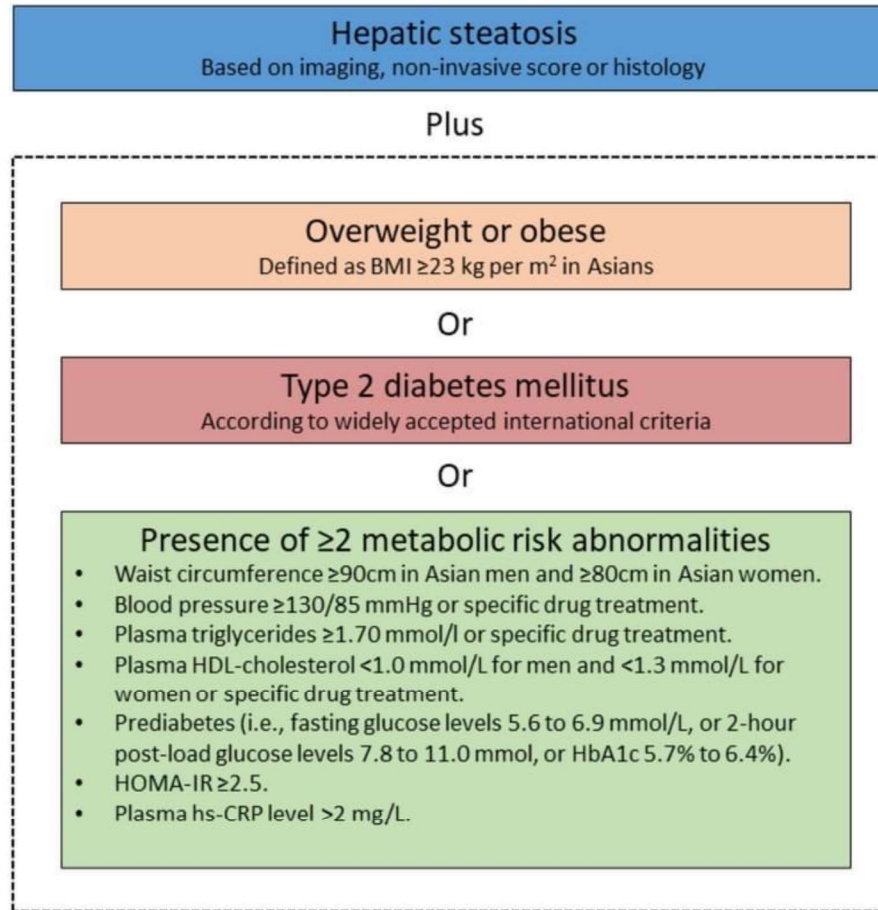 Hepatic steatosis
Based on imaging, non-invasive score or histology
Plus
Overweight or obese
Defined as BMI ≥23 kg per m² in Asians
Or
Type 2 diabetes mellitus
According to widely accepted international criteria
Or
Presence of ≥2 metabolic risk abnormalities
• Waist circumference ≥90cm in Asian men and ≥80cm in Asian women.
• Blood pressure ≥130/85 mmHg or specific drug treatment.
• Plasma triglycerides ≥1.70 mmol/l or specific drug treatment.
• Plasma HDL-cholesterol <1.0 mmol/L for men and <1.3 mmol/L for
women or specific drug treatment.
• Prediabetes (i.e., fasting glucose levels 5.6 to 6.9 mmol/L, or 2-hour
post-load glucose levels 7.8 to 11.0 mmol, or HbA1c 5.7% to 6.4%).
• HOMA-IR ≥2.5.
• Plasma hs-CRP level >2 mg/L.